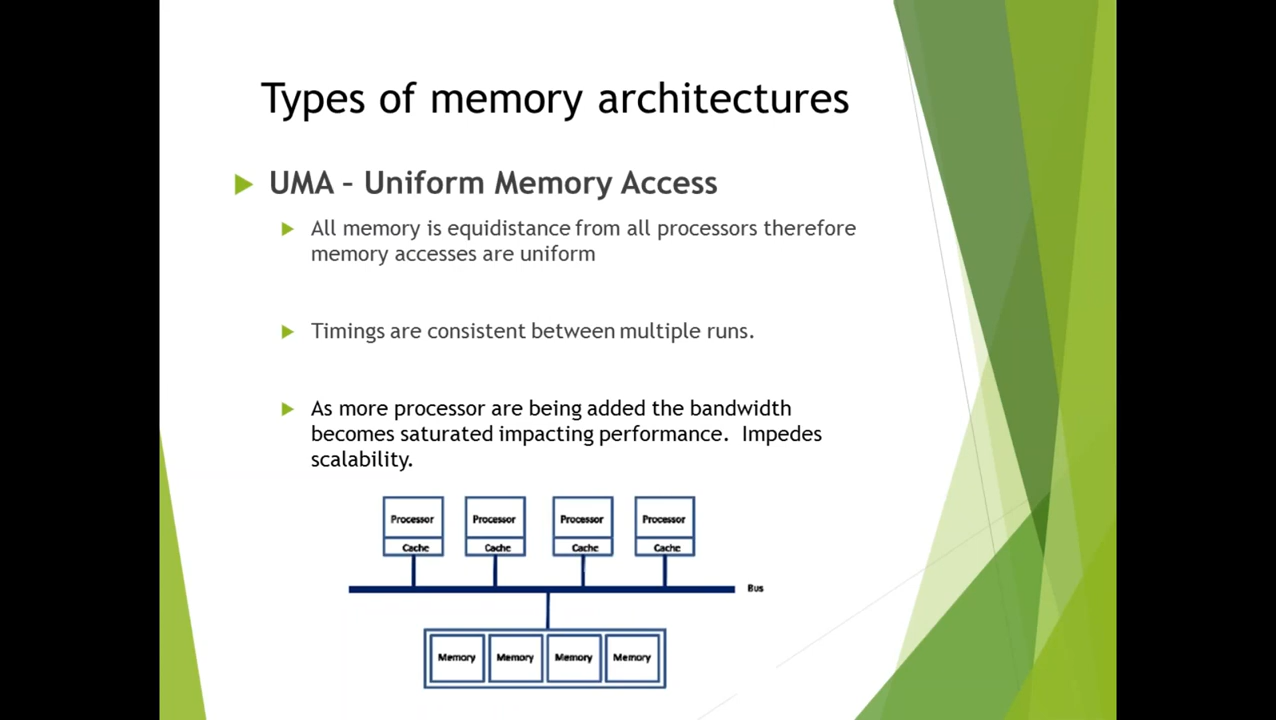 Types of memory architectures
UMA – Uniform Memory Access
All memory is equidistance from all processors therefore
memory accesses are uniform
Timings are consistent between multiple runs.
As more processor are being added the bandwidth
becomes saturated impacting performance.  Impedes
scalability.
Processor Processor Processor Processor
Cache Cache Cache Cache
Bus
Memory Memory Memory Memory